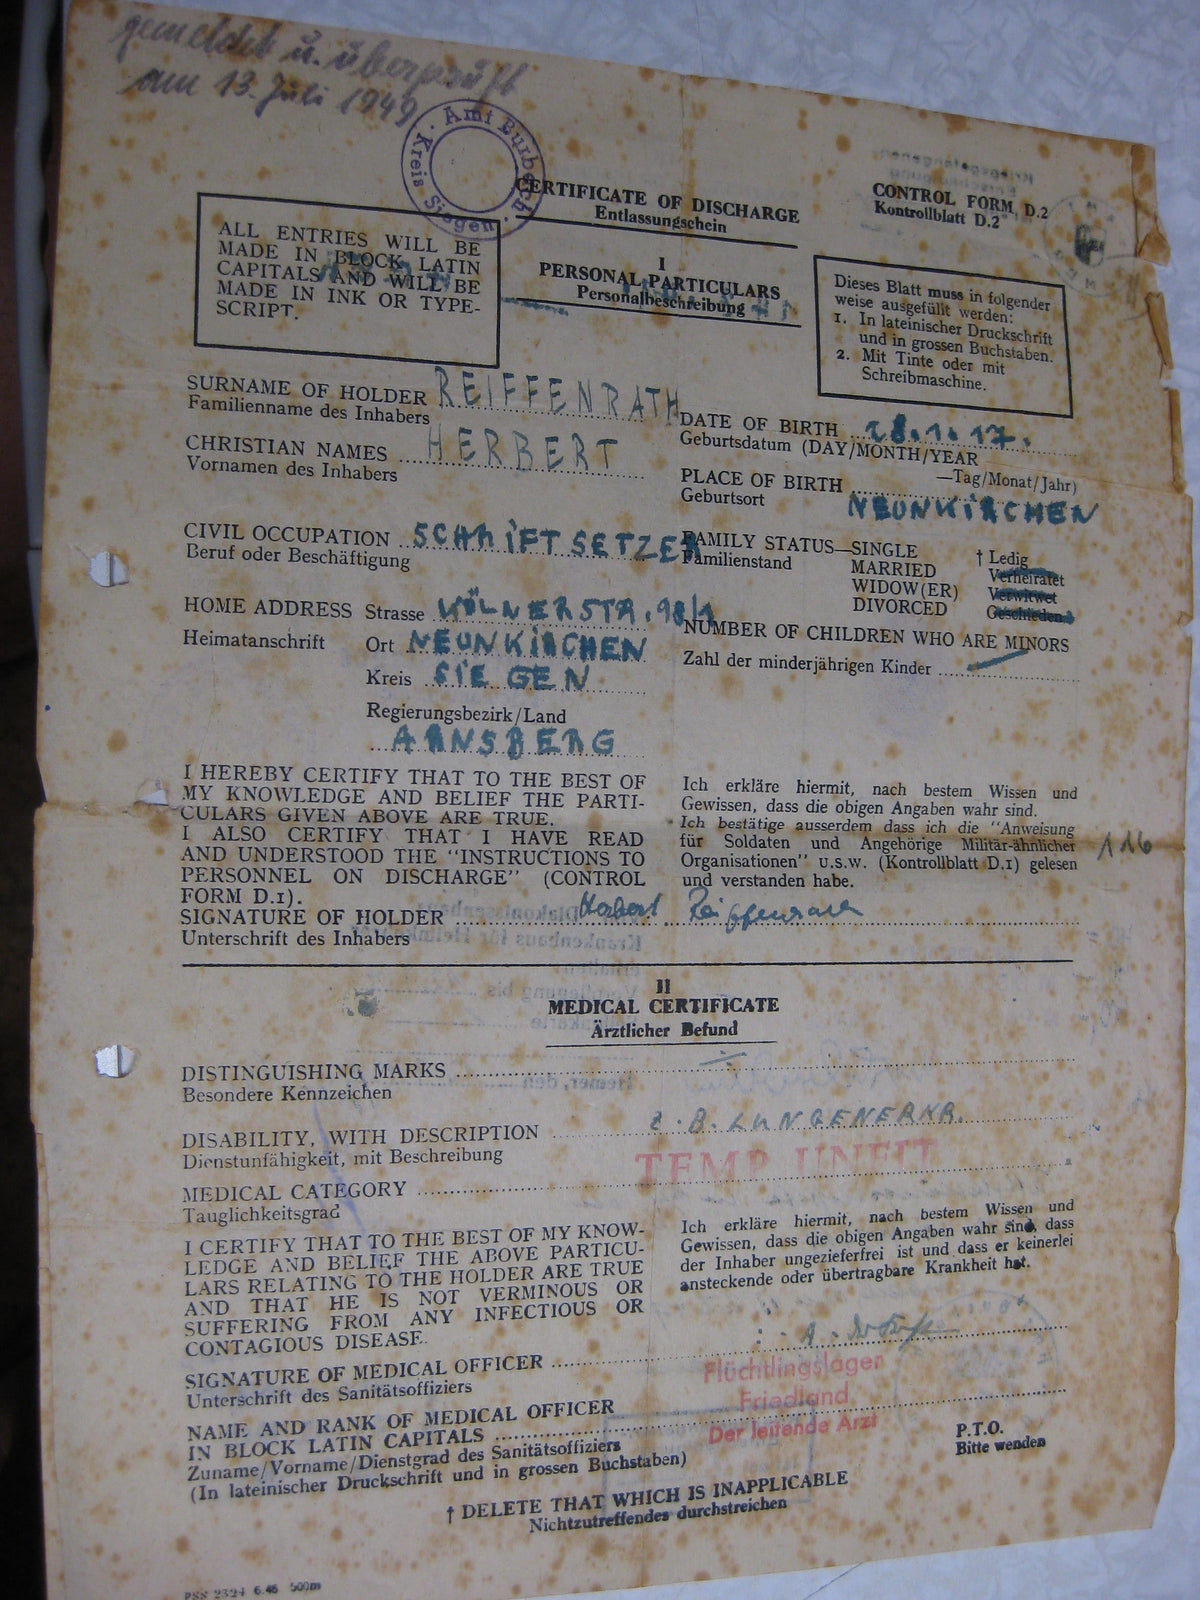 gemeldet u. überprüft
am 13. Juli 1949
Amt Burbach
Kreis Siegen
CERTIFICATE OF DISCHARGE
Entlassungschein
CONTROL FORM D.2
Kontrollblatt D.2
ALL ENTRIES WILL BE
MADE IN BLOCK LATIN
CAPITALS AND WILL BE
MADE IN INK OR TYPE-
SCRIPT.
I
PERSONAL PARTICULARS
Personalbeschreibung
Dieses Blatt muss in folgender
weise ausgefüllt werden:
1. In lateinischer Druckschrift
und in grossen Buchstaben.
2. Mit Tinte oder mit
Schreibmaschine.
SURNAME OF HOLDER REIFFENRATH
Familienname des Inhabers
DATE OF BIRTH 28.1.17.
Geburtsdatum (DAY/MONTH/YEAR
—Tag/Monat/Jahr)
CHRISTIAN NAMES HERBERT
Vornamen des Inhabers
PLACE OF BIRTH
Geburtsort NEUNKIRCHEN
CIVIL OCCUPATION SCHRIFTSETZER
Beruf oder Beschäftigung
FAMILY STATUS—SINGLE † Ledig
Familienstand MARRIED Verheiratet
WIDOW(ER) Verwitwet
DIVORCED Geschieden
HOME ADDRESS Strasse KÖLNERSTR. 98/1
Heimatanschrift Ort NEUNKIRCHEN
Kreis SIEGEN
Regierungsbezirk/Land
ARNSBERG
NUMBER OF CHILDREN WHO ARE MINORS
Zahl der minderjährigen Kinder
I HEREBY CERTIFY THAT TO THE BEST OF
MY KNOWLEDGE AND BELIEF THE PARTI-
CULARS GIVEN ABOVE ARE TRUE.
I ALSO CERTIFY THAT I HAVE READ
AND UNDERSTOOD THE "INSTRUCTIONS TO
PERSONNEL ON DISCHARGE" (CONTROL
FORM D.1).
Ich erkläre hiermit, nach bestem Wissen und
Gewissen, dass die obigen Angaben wahr sind.
Ich bestätige ausserdem dass ich die "Anweisung
für Soldaten und Angehörige Militär-ähnlicher
Organisationen" u.s.w. (Kontrollblatt D.1) gelesen
und verstanden habe.
116
SIGNATURE OF HOLDER Herbert Reiffenrath
Unterschrift des Inhabers
II
MEDICAL CERTIFICATE
Ärztlicher Befund
DISTINGUISHING MARKS
Besondere Kennzeichen
DISABILITY, WITH DESCRIPTION z.B. LUNGENERKR.
Dienstunfähigkeit, mit Beschreibung
TEMP. UNFIT
MEDICAL CATEGORY
Tauglichkeitsgrad
I CERTIFY THAT TO THE BEST OF MY KNOW-
LEDGE AND BELIEF THE ABOVE PARTICU-
LARS RELATING TO THE HOLDER ARE TRUE
AND THAT HE IS NOT VERMINOUS OR
SUFFERING FROM ANY INFECTIOUS OR
CONTAGIOUS DISEASE.
Ich erkläre hiermit, nach bestem Wissen und
Gewissen, dass die obigen Angaben wahr sind, dass
der Inhaber ungezieferfrei ist und dass er keinerlei
ansteckende oder übertragbare Krankheit hat.
SIGNATURE OF MEDICAL OFFICER
Unterschrift des Sanitätsoffiziers
Flüchtlingslager
Friedland
Der leitende Arzt
NAME AND RANK OF MEDICAL OFFICER
IN BLOCK LATIN CAPITALS
Zuname/Vorname/Dienstgrad des Sanitätsoffiziers
(In lateinischer Druckschrift und in grossen Buchstaben)
P.T.O.
Bitte wenden
† DELETE THAT WHICH IS INAPPLICABLE
Nichtzutreffendes durchstreichen
PSS 2324 6.46 500m